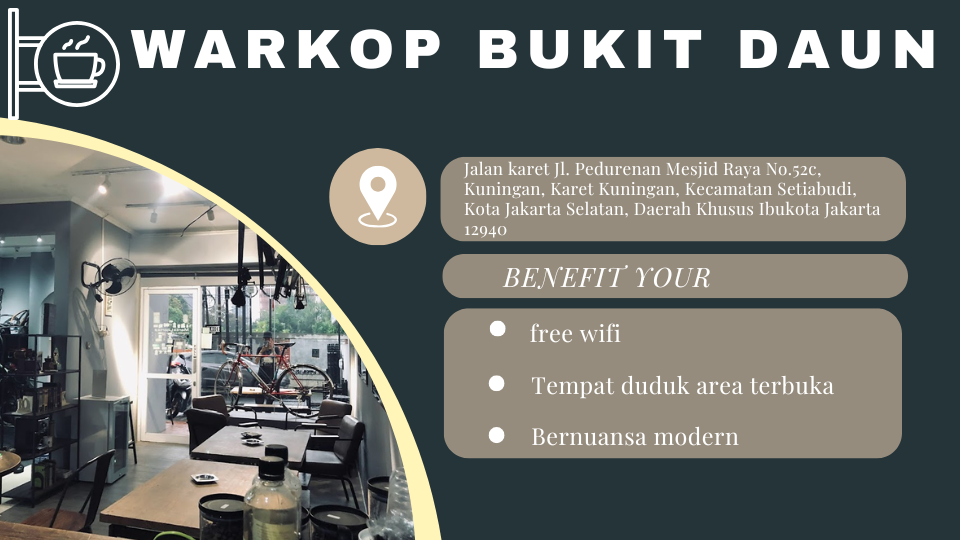 WARKOP BUKIT DAUN
Jalan karet Jl. Pedurenan Mesjid Raya No.52c,
Kuningan, Karet Kuningan, Kecamatan Setiabudi,
Kota Jakarta Selatan, Daerah Khusus Ibukota Jakarta
12940
BENEFIT YOUR
free wifi
Tempat duduk area terbuka
Bernuansa modern